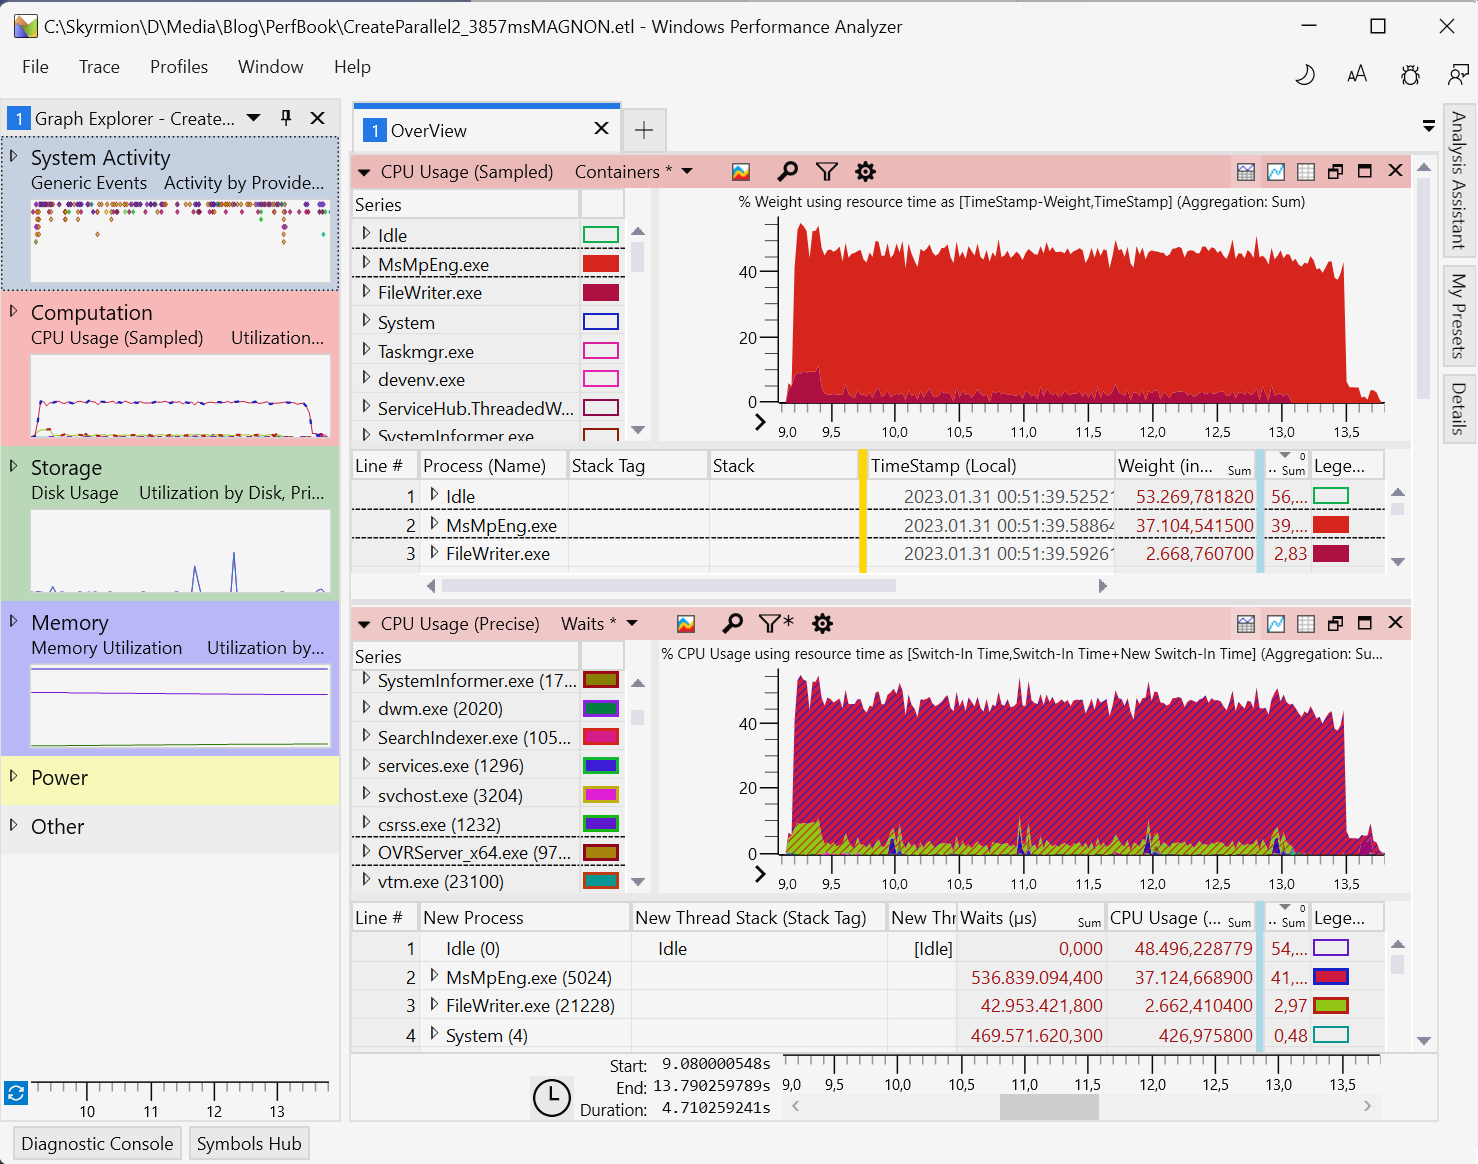 C:\Skyrmion\D\Media\Blog\PerfBook\CreateParallel2_3857msMAGNON.etl - Windows Performance Analyzer
File Trace Profiles Window Help
1 Graph Explorer - Create...
System Activity
Generic Events Activity by Provide...
Computation
CPU Usage (Sampled) Utilization...
Storage
Disk Usage Utilization by Disk, Pri...
Memory
Memory Utilization Utilization by...
Power
Other
10 11 12 13
1 OverView
CPU Usage (Sampled) Containers *
Series
Idle
MsMpEng.exe
FileWriter.exe
System
Taskmgr.exe
devenv.exe
ServiceHub.ThreadedW...
SystemInformer.exe
% Weight using resource time as [TimeStamp-Weight,TimeStamp] (Aggregation: Sum)
40
20
0
9,0 9,5 10,0 10,5 11,0 11,5 12,0 12,5 13,0 13,5
Line # Process (Name) Stack Tag Stack TimeStamp (Local) Weight (in... Sum .. 0 Sum Lege...
1 Idle 2023.01.31 00:51:39.52521 53.269,781820 56,...
2 MsMpEng.exe 2023.01.31 00:51:39.58864 37.104,541500 39,...
3 FileWriter.exe 2023.01.31 00:51:39.59261 2.668,760700 2,83
CPU Usage (Precise) Waits *
Series
SystemInformer.exe (17...
dwm.exe (2020)
SearchIndexer.exe (105...
services.exe (1296)
svchost.exe (3204)
csrss.exe (1232)
OVRServer_x64.exe (97...
vtm.exe (23100)
% CPU Usage using resource time as [Switch-In Time,Switch-In Time+New Switch-In Time] (Aggregation: Su...
40
20
0
9,0 9,5 10,0 10,5 11,0 11,5 12,0 12,5 13,0 13,5
Line # New Process New Thread Stack (Stack Tag) New Thr Waits (µs) Sum CPU Usage (... Sum .. 0 Sum Lege...
1 Idle (0) Idle [Idle] 0,000 48.496,228779 54,...
2 MsMpEng.exe (5024) 536.839.094,400 37.124,668900 41,...
3 FileWriter.exe (21228) 42.953.421,800 2.662,410400 2,97
4 System (4) 469.571.620,300 426,975800 0,48
Start: 9.080000548s
End: 13.790259789s
Duration: 4.710259241s
9,0 9,5 10,0 10,5 11,0 11,5 12,0 12,5 13,0 13,5
Analysis Assistant
My Presets
Details
Diagnostic Console Symbols Hub